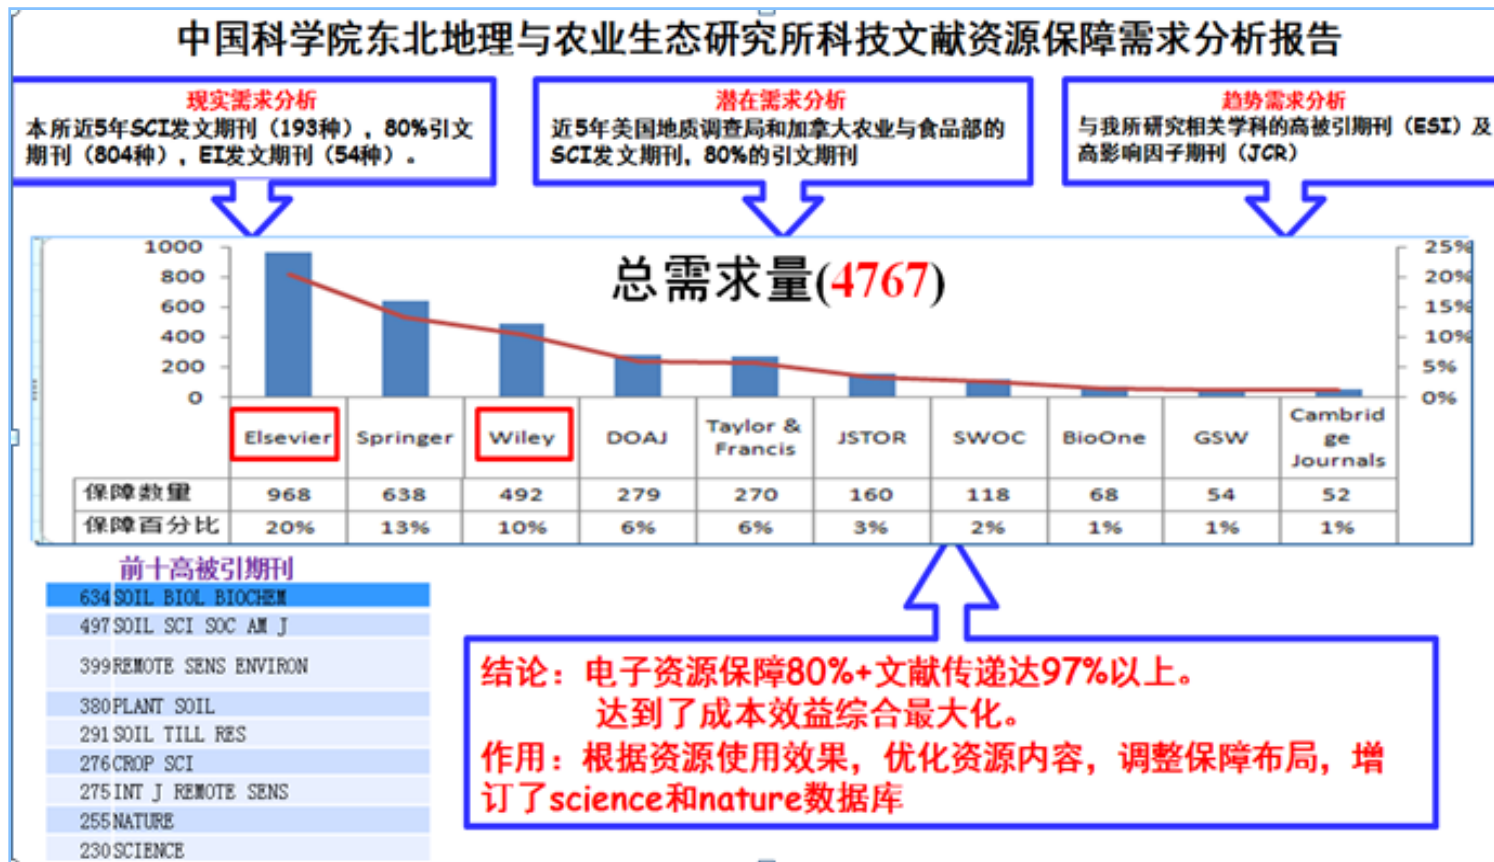 中国科学院东北地理与农业生态研究所科技文献资源保障需求分析报告
现实需求分析
本所近5年SCI发文期刊（193种），80%引文
期刊（804种），EI发文期刊（54种）。
潜在需求分析
近5年美国地质调查局和加拿大农业与食品部的
SCI发文期刊，80%的引文期刊
趋势需求分析
与我所研究相关学科的高被引期刊（ESI）及
高影响因子期刊（JCR）
总需求量(4767)
1000
800
600
400
200
0
25%
20%
15%
10%
5%
0%
Elsevier Springer Wiley DOAJ Taylor & Francis JSTOR SWOC BioOne GSW Cambridge Journals
保障数量 968 638 492 279 270 160 118 68 54 52
保障百分比 20% 13% 10% 6% 6% 3% 2% 1% 1% 1%
前十高被引期刊
634 SOIL BIOL BIOCHEM
497 SOIL SCI SOC AM J
399 REMOTE SENS ENVIRON
380 PLANT SOIL
291 SOIL TILL RES
276 CROP SCI
275 INT J REMOTE SENS
255 NATURE
230 SCIENCE
结论：电子资源保障80%+文献传递达97%以上。
达到了成本效益综合最大化。
作用：根据资源使用效果，优化资源内容，调整保障布局，增
订了science和nature数据库